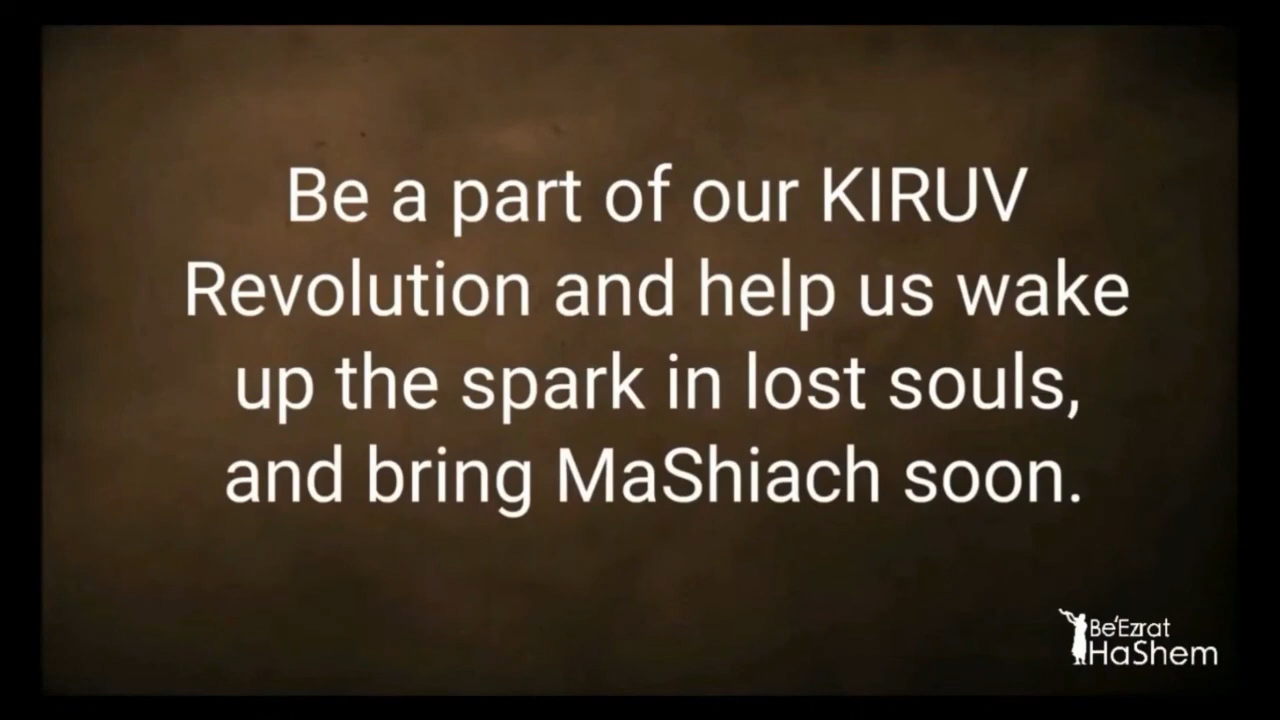 Be a part of our KIRUV
Revolution and help us wake
up the spark in lost souls,
and bring MaShiach soon.
Be'Ezrat
HaShem